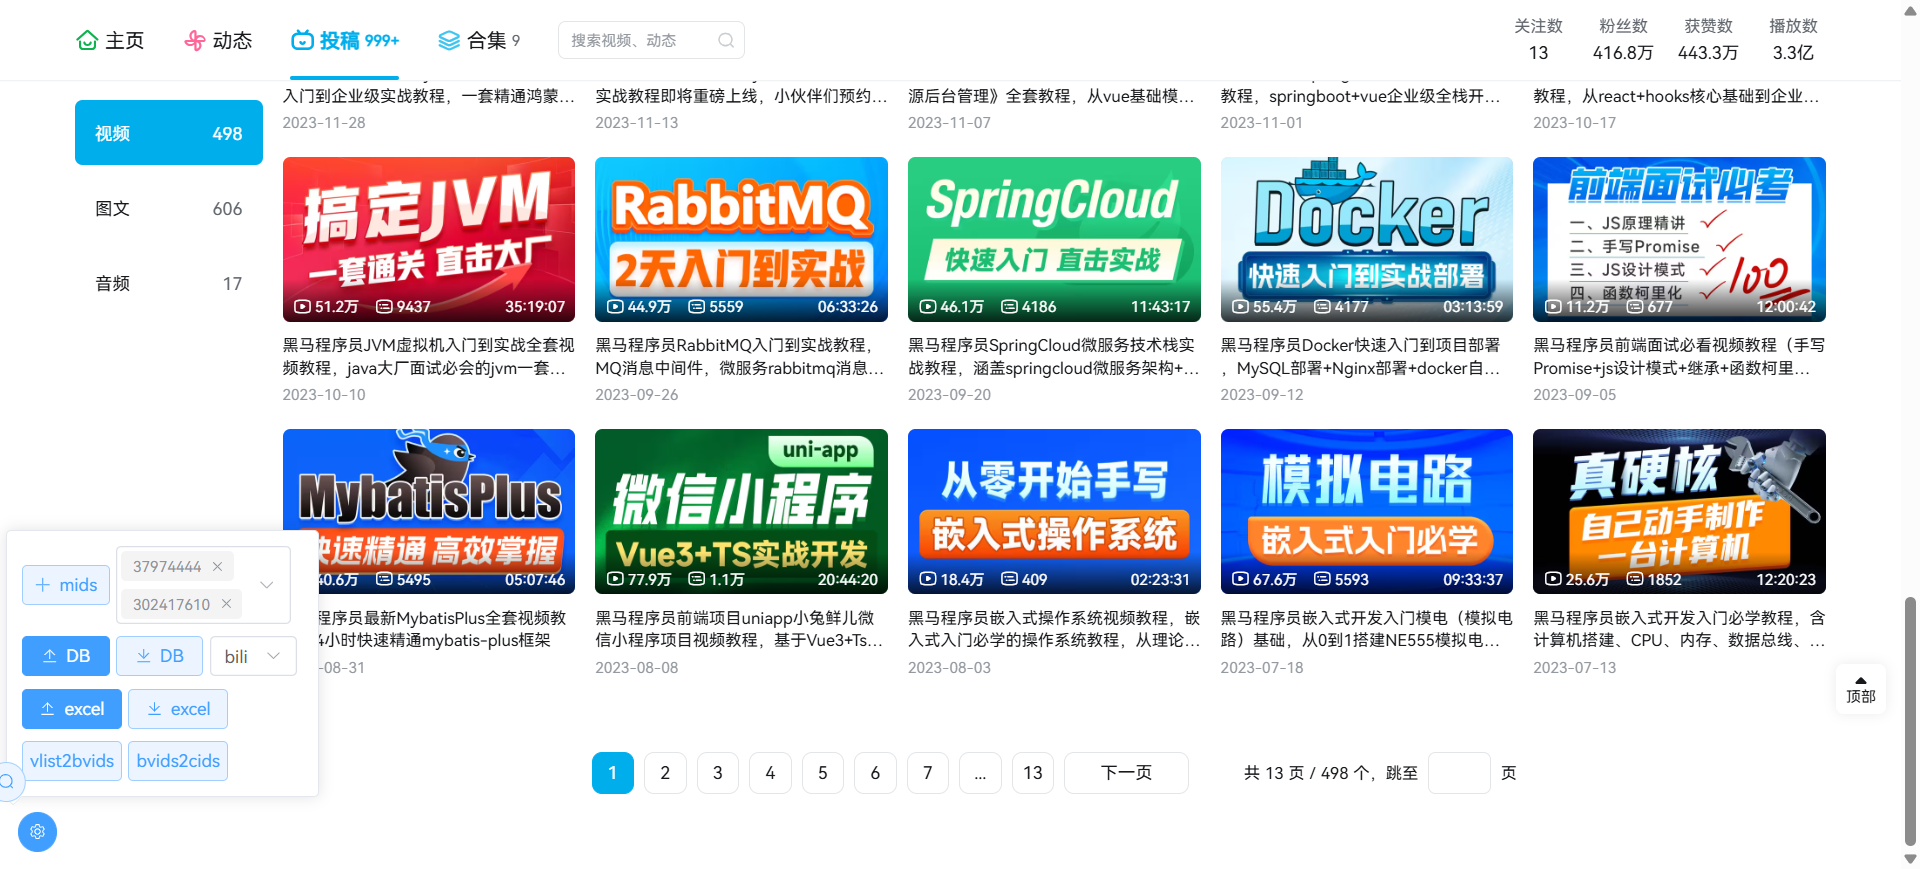 主页
动态
投稿 999+
合集 9
搜索视频、动态
关注数
13
粉丝数
416.8万
获赞数
443.3万
播放数
3.3亿
视频 498
图文 606
音频 17
入门到企业级实战教程，一套精通鸿蒙…
2023-11-28
实战教程即将重磅上线，小伙伴们预约…
2023-11-13
源后台管理》全套教程，从vue基础模…
2023-11-07
教程，springboot+vue企业级全栈开…
2023-11-01
教程，从react+hooks核心基础到企业…
2023-10-17
搞定JVM
一套通关 直击大厂
51.2万 9437 35:19:07
黑马程序员JVM虚拟机入门到实战全套视
频教程，java大厂面试必会的jvm一套…
2023-10-10
RabbitMQ
2天入门到实战
44.9万 5559 06:33:26
黑马程序员RabbitMQ入门到实战教程，
MQ消息中间件，微服务rabbitmq消息…
2023-09-26
SpringCloud
快速入门 直击实战
46.1万 4186 11:43:17
黑马程序员SpringCloud微服务技术栈实
战教程，涵盖springcloud微服务架构+…
2023-09-20
Docker
快速入门到实战部署
55.4万 4177 03:13:59
黑马程序员Docker快速入门到项目部署
，MySQL部署+Nginx部署+docker自…
2023-09-12
前端面试必考
一、JS原理精讲
二、手写Promise
三、JS设计模式
四、函数柯里化
100
11.2万 677 12:00:42
黑马程序员前端面试必看视频教程（手写
Promise+js设计模式+继承+函数柯里…
2023-09-05
MybatisPlus
快速精通 高效掌握
40.6万 5495 05:07:46
程序员最新MybatisPlus全套视频教
4小时快速精通mybatis-plus框架
-08-31
uni-app
微信小程序
Vue3+TS实战开发
77.9万 1.1万 20:44:20
黑马程序员前端项目uniapp小兔鲜儿微
信小程序项目视频教程，基于Vue3+Ts…
2023-08-08
从零开始手写
嵌入式操作系统
18.4万 409 02:23:31
黑马程序员嵌入式操作系统视频教程，嵌
入式入门必学的操作系统教程，从理论…
2023-08-03
模拟电路
嵌入式入门必学
67.6万 5593 09:33:37
黑马程序员嵌入式开发入门模电（模拟电
路）基础，从0到1搭建NE555模拟电…
2023-07-18
真硬核
自己动手制作
一台计算机
25.6万 1852 12:20:23
黑马程序员嵌入式开发入门必学教程，含
计算机搭建、CPU、内存、数据总线、…
2023-07-13
mids
37974444
302417610
DB
DB
bili
excel
excel
vlist2bvids
bvids2cids
顶部
1 2 3 4 5 6 7 ... 13 下一页 共 13 页 / 498 个，跳至 页